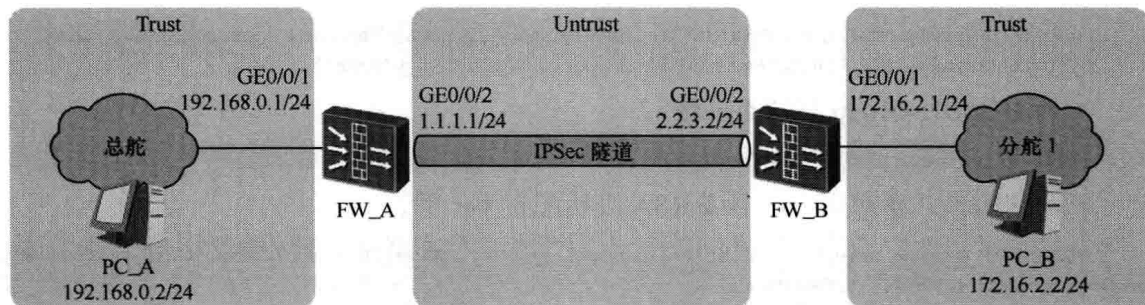 Trust
Untrust
Trust
GE0/0/1
192.168.0.1/24
GE0/0/2
1.1.1.1/24
GE0/0/2
2.2.3.2/24
GE0/0/1
172.16.2.1/24
总舵
IPSec 隧道
分舵 1
FW_A
FW_B
PC_A
192.168.0.2/24
PC_B
172.16.2.2/24